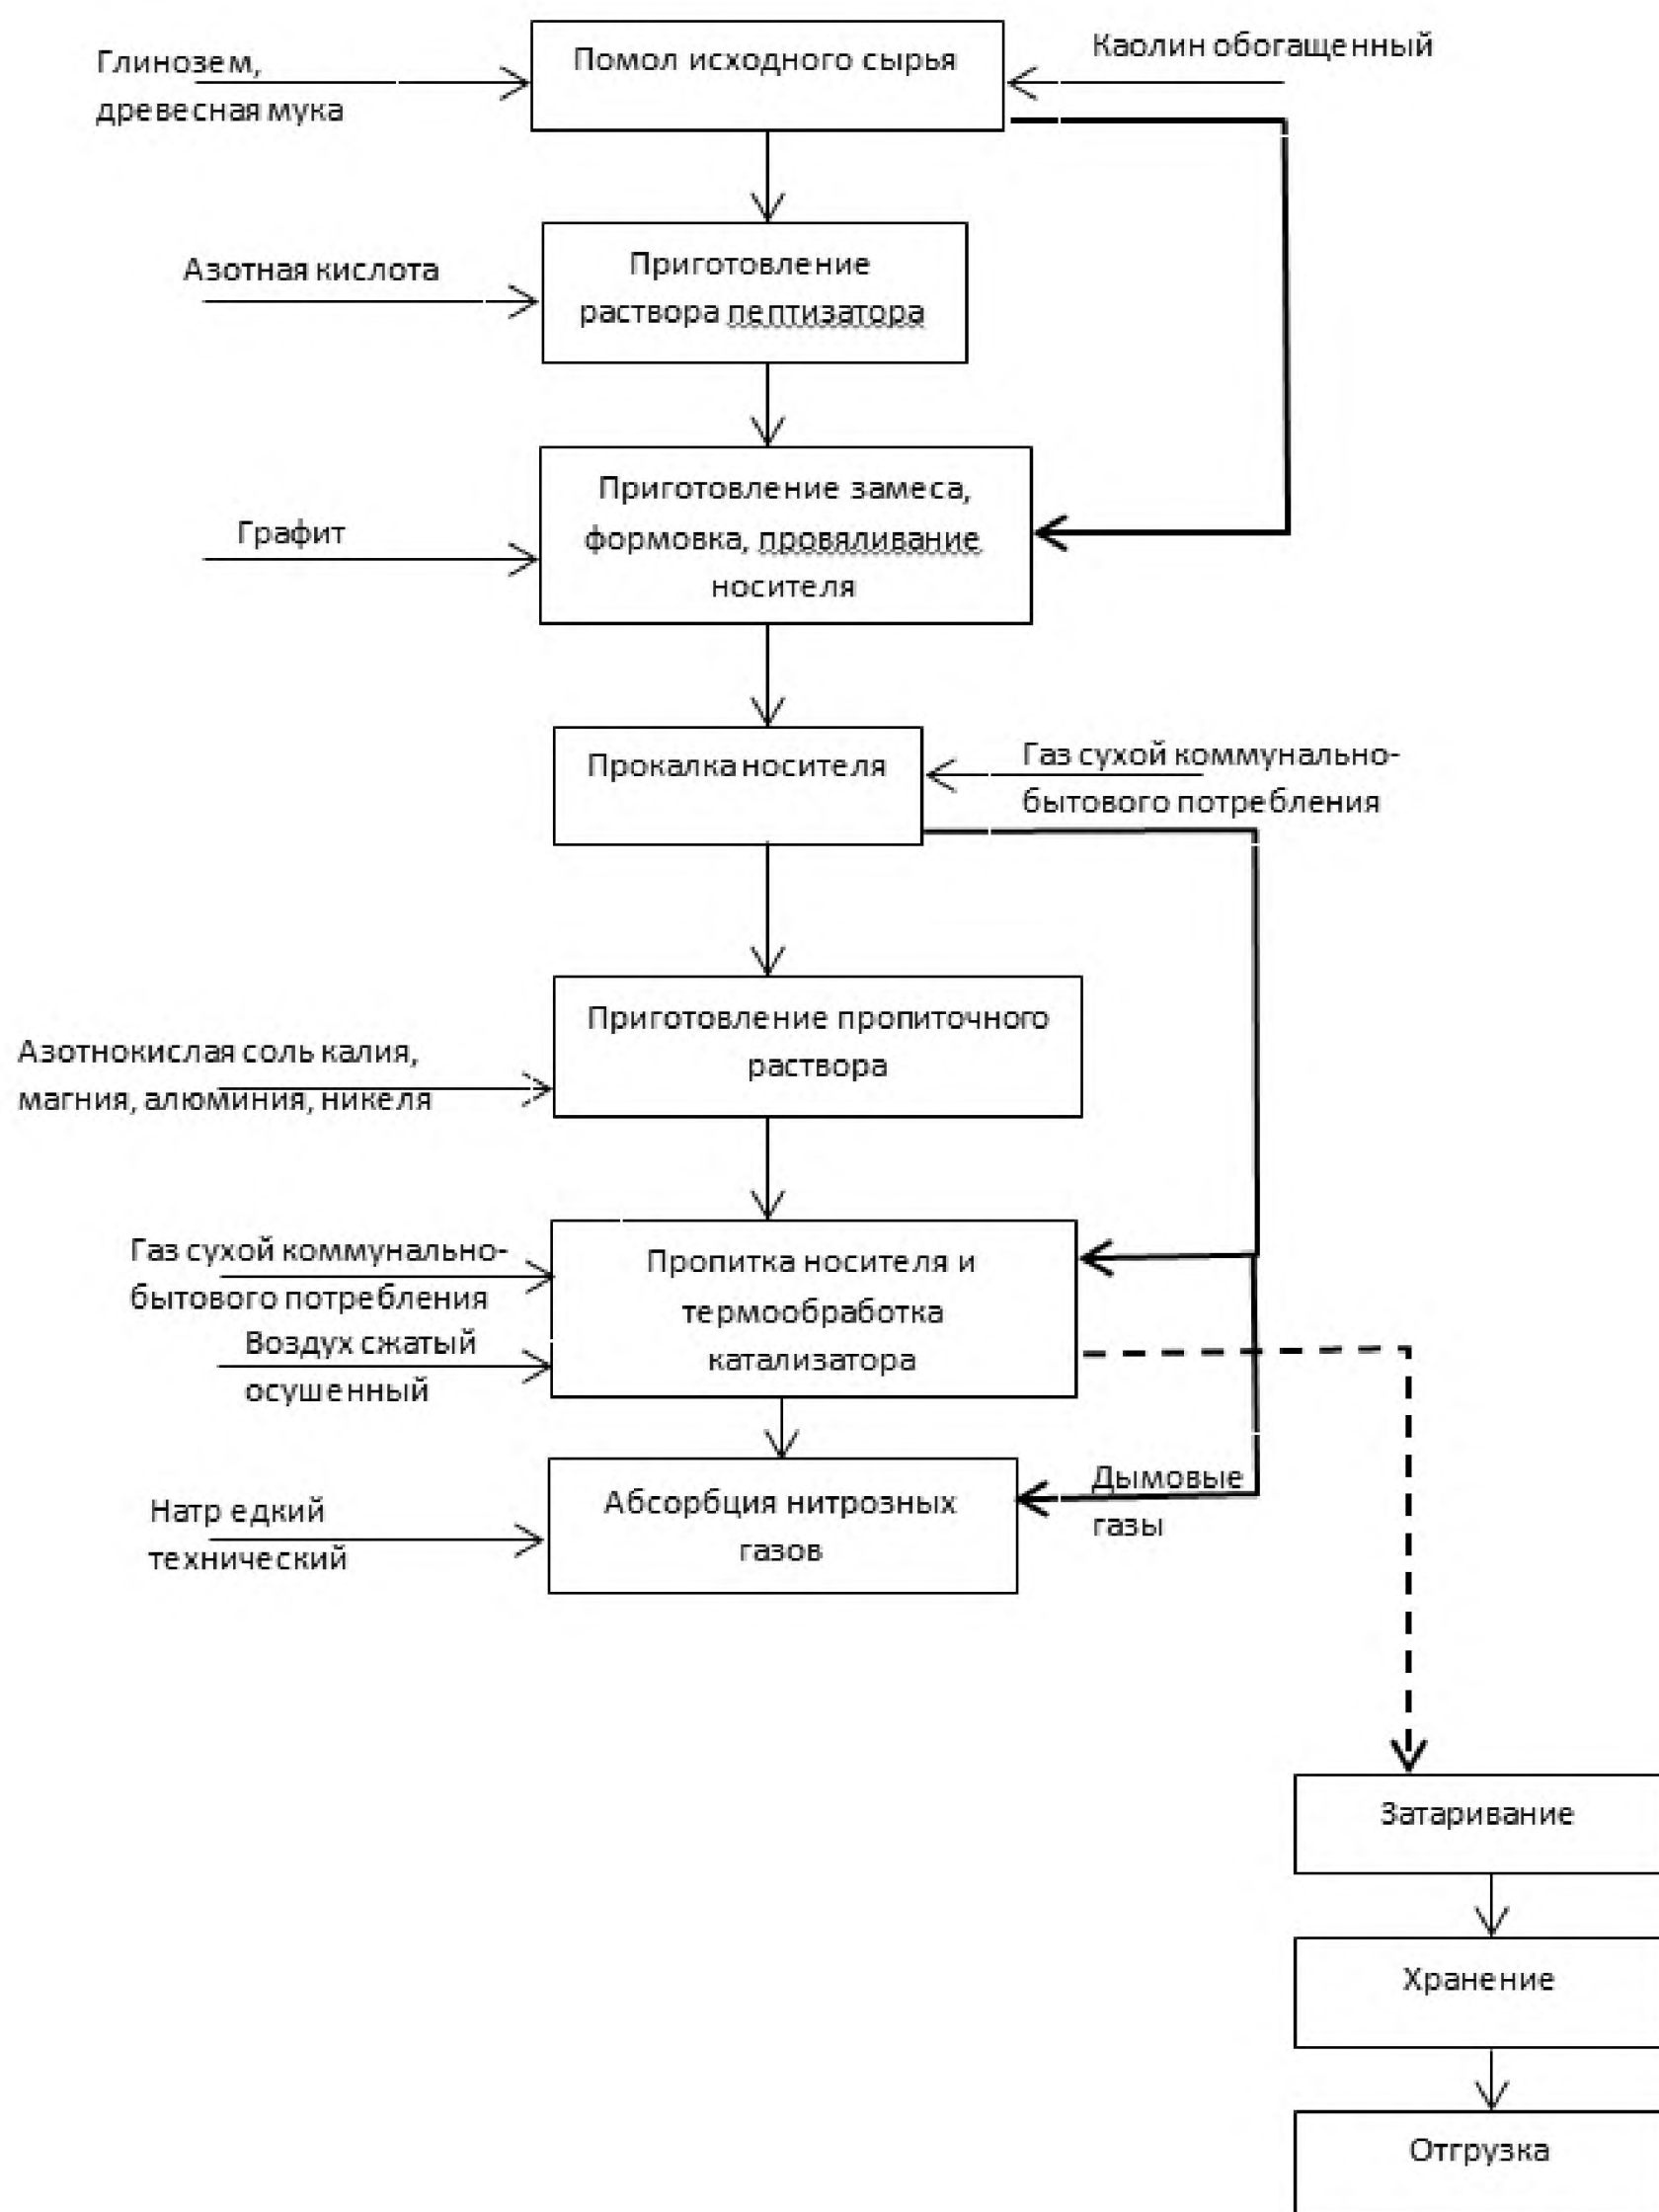 Глинозем,
древесная мука
Помол исходного сырья
Каолин обогащенный
Азотная кислота
Приготовление
раствора пептизатора
Графит
Приготовление замеса,
формовка, провяливание
носителя
Прокалка носителя
Газ сухой коммунально-
бытового потребления
Азотнокислая соль калия,
магния, алюминия, никеля
Приготовление пропиточного
раствора
Газ сухой коммунально-
бытового потребления
Воздух сжатый
осушенный
Пропитка носителя и
термообработка
катализатора
Натр едкий
технический
Абсорбция нитрозных
газов
Дымовые
газы
Затаривание
Хранение
Отгрузка